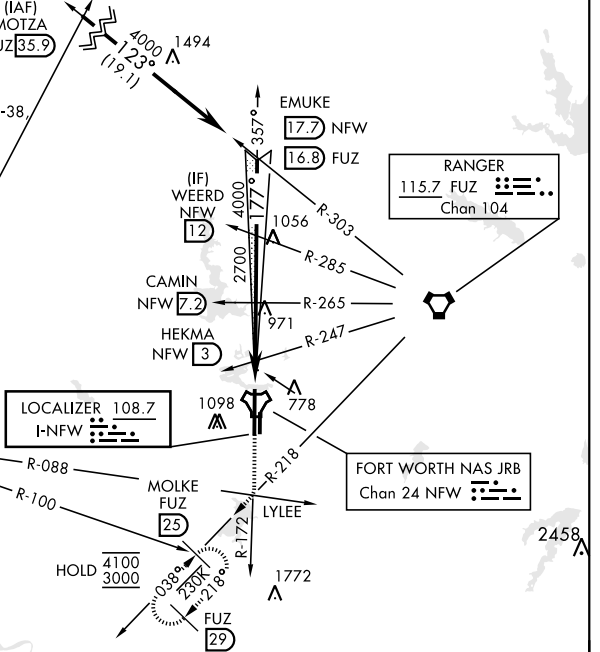 (IAF)
MOTZA
UZ 35.9
4000
123°
(19.1)
1494
-38,
357°
EMUKE
17.7 NFW
16.8 FUZ
RANGER
115.7 FUZ
Chan 104
(IF)
WEERD
NFW
12
4000
177°
1056
R-303
R-285
2700
CAMIN
NFW 7.2
R-265
971
HEKMA
NFW 3
R-247
778
1098
LOCALIZER 108.7
I-NFW
R-218
R-088
FORT WORTH NAS JRB
Chan 24 NFW
R-100
MOLKE
FUZ
25
LYLEE
R-172
2458
HOLD 4100
3000
038°
230K
218°
1772
FUZ
29